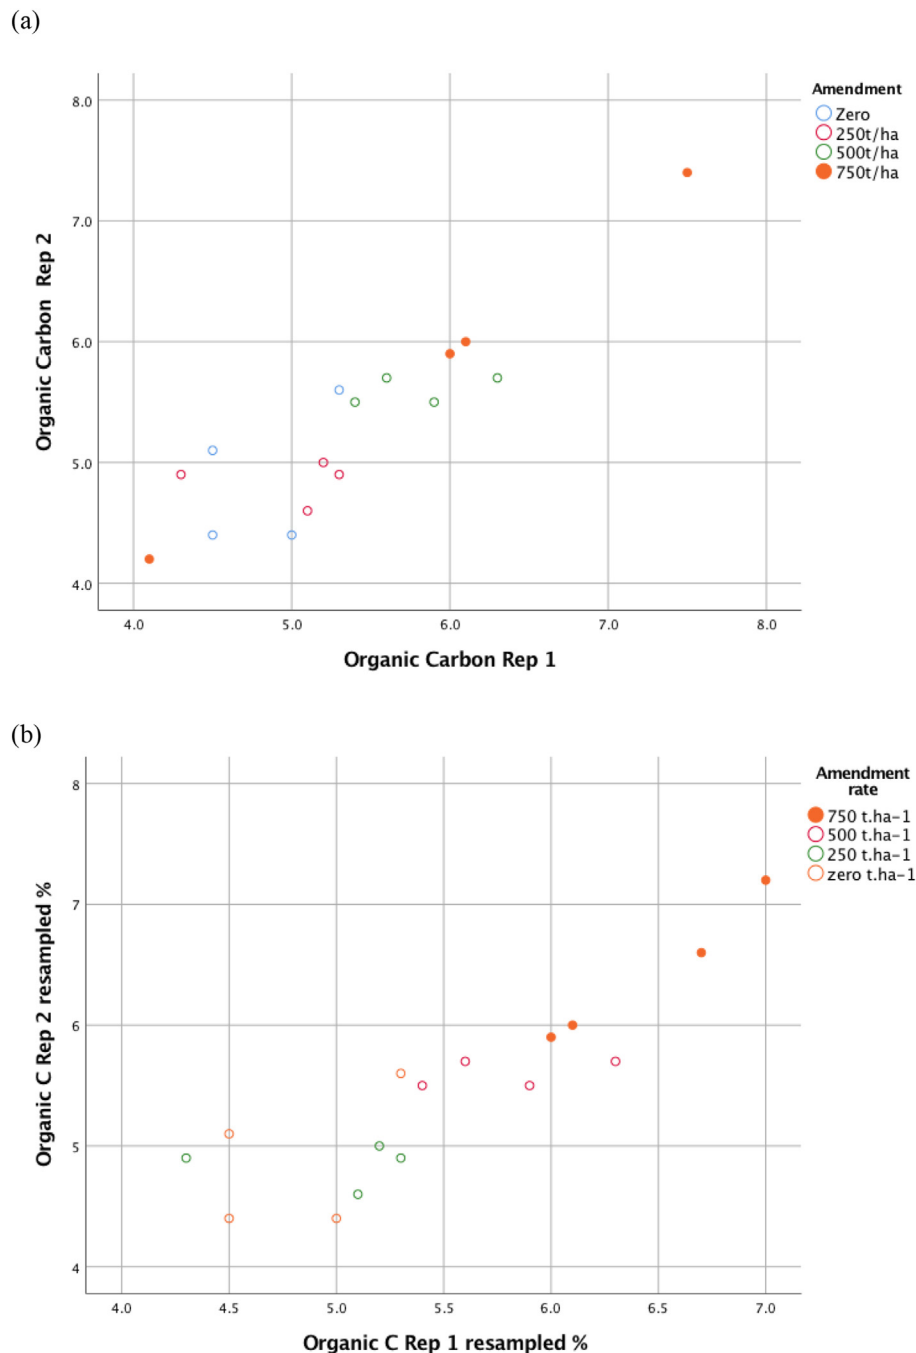 (a)
Amendment
Zero
250t/ha
500t/ha
750t/ha
8.0
7.0
6.0
5.0
4.0
Organic Carbon Rep 2
4.0 5.0 6.0 7.0 8.0
Organic Carbon Rep 1
(b)
Amendment
rate
750 t.ha-1
500 t.ha-1
250 t.ha-1
zero t.ha-1
8
7
6
5
4
Organic C Rep 2 resampled %
4.0 4.5 5.0 5.5 6.0 6.5 7.0
Organic C Rep 1 resampled %